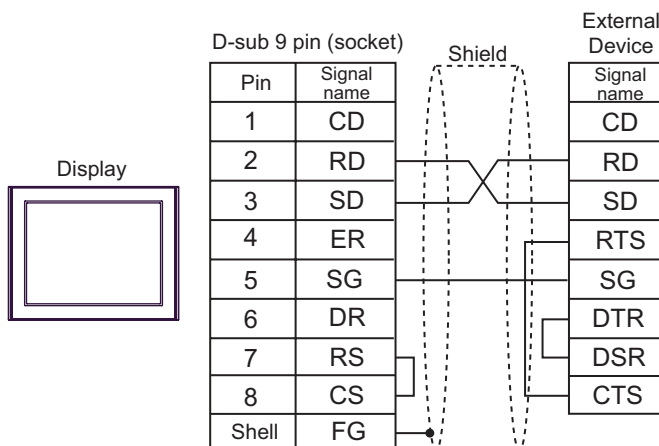 External
Device
D-sub 9 pin (socket)
Shield
Display
Pin Signal name
1 CD
2 RD
3 SD
4 ER
5 SG
6 DR
7 RS
8 CS
Shell FG
Signal name
CD
RD
SD
RTS
SG
DTR
DSR
CTS